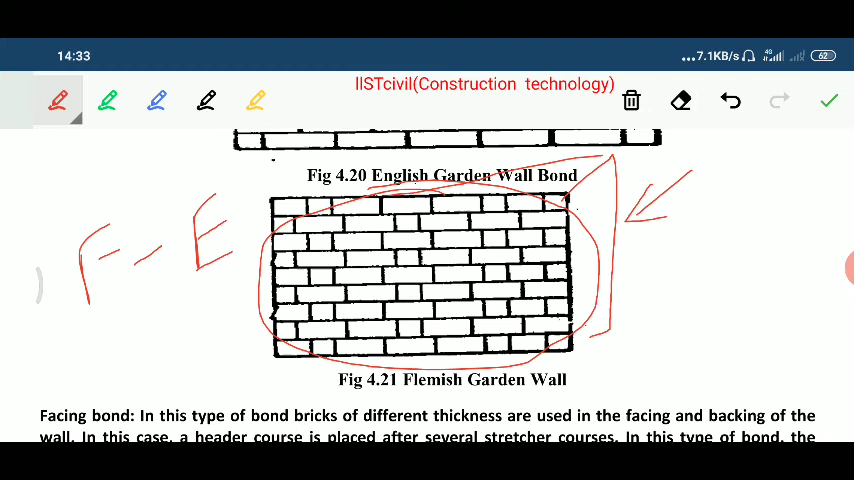 14:33
...7.1KB/s 4G 62
IISTcivil(Construction technology)
Fig 4.20 English Garden Wall Bond
F - E
Fig 4.21 Flemish Garden Wall
Facing bond: In this type of bond bricks of different thickness are used in the facing and backing of the
wall. In this case, a header course is placed after several stretcher courses. In this type of bond, the